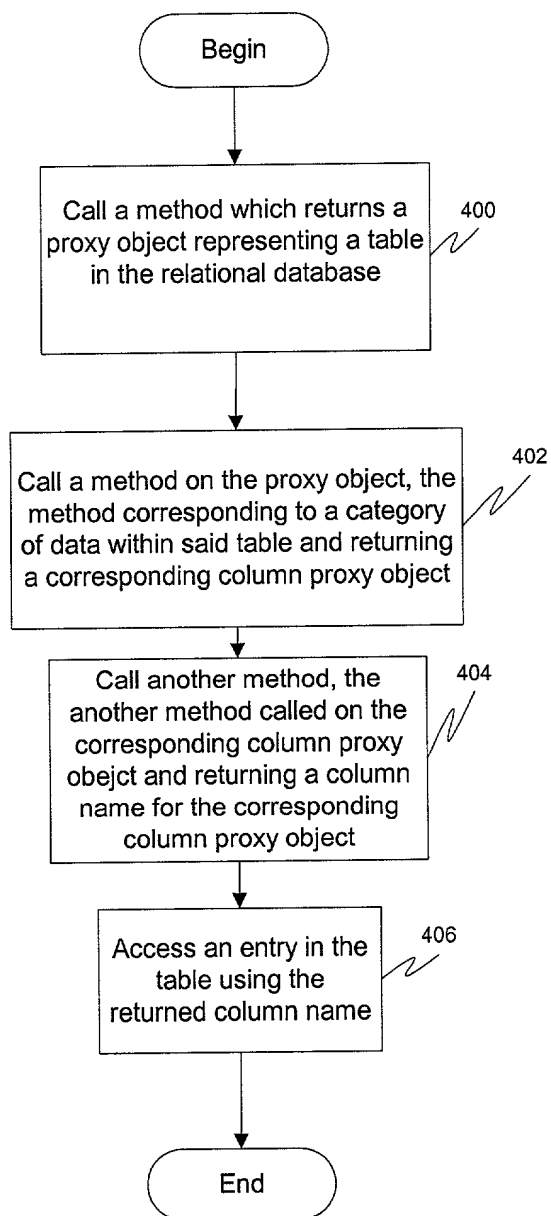 Begin
Call a method which returns a
proxy object representing a table
in the relational database
400
Call a method on the proxy object, the
method corresponding to a category
of data within said table and returning
a corresponding column proxy object
402
Call another method, the
another method called on the
corresponding column proxy
obejct and returning a column
name for the corresponding
column proxy object
404
Access an entry in the
table using the
returned column name
406
End